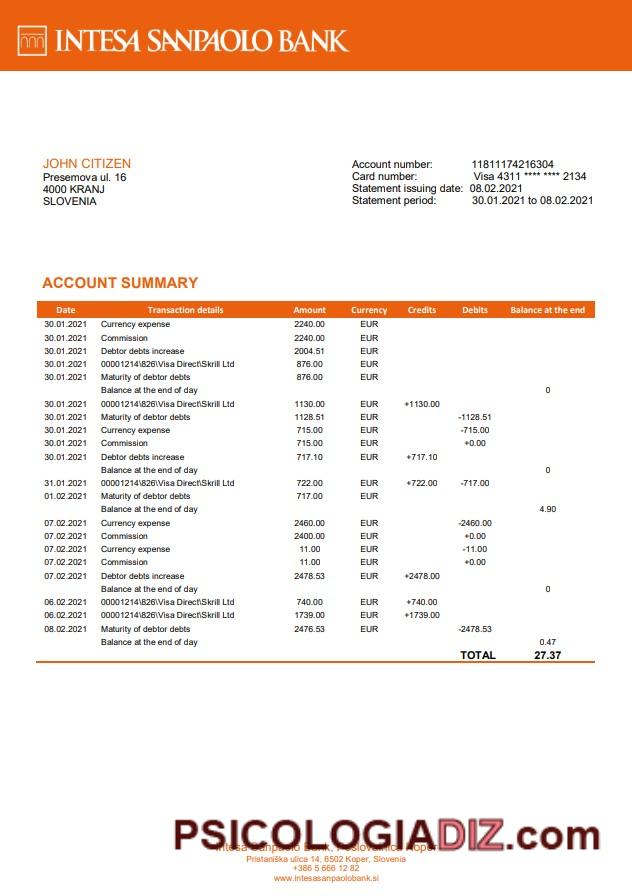 INTESA SANPAOLO BANK
JOHN CITIZEN
Presemova ul. 16
4000 KRANJ
SLOVENIA
Account number: 11811174216304
Card number: Visa 4311 **** **** 2134
Statement issuing date: 08.02.2021
Statement period: 30.01.2021 to 08.02.2021
ACCOUNT SUMMARY
Date Transaction details Amount Currency Credits Debits Balance at the end
30.01.2021 Currency expense 2240.00 EUR
30.01.2021 Commission 2240.00 EUR
30.01.2021 Debtor debts increase 2004.51 EUR
30.01.2021 00001214\826\Visa Direct\Skrill Ltd 876.00 EUR
30.01.2021 Maturity of debtor debts 876.00 EUR
Balance at the end of day 0
30.01.2021 00001214\826\Visa Direct\Skrill Ltd 1130.00 EUR +1130.00
30.01.2021 Maturity of debtor debts 1128.51 EUR -1128.51
30.01.2021 Currency expense 715.00 EUR -715.00
30.01.2021 Commission 715.00 EUR +0.00
30.01.2021 Debtor debts increase 717.10 EUR +717.10
Balance at the end of day 0
31.01.2021 00001214\826\Visa Direct\Skrill Ltd 722.00 EUR +722.00 -717.00
01.02.2021 Maturity of debtor debts 717.00 EUR
Balance at the end of day 4.90
07.02.2021 Currency expense 2460.00 EUR -2460.00
07.02.2021 Commission 2400.00 EUR +0.00
07.02.2021 Currency expense 11.00 EUR -11.00
07.02.2021 Commission 11.00 EUR +0.00
07.02.2021 Debtor debts increase 2478.53 EUR +2478.00
Balance at the end of day 0
06.02.2021 00001214\826\Visa Direct\Skrill Ltd 740.00 EUR +740.00
06.02.2021 00001214\826\Visa Direct\Skrill Ltd 1739.00 EUR +1739.00
08.02.2021 Maturity of debtor debts 2476.53 EUR -2478.53
Balance at the end of day 0.47
TOTAL 27.37
PSICOLOGIADIZ.com
Intesa Sanpaolo Bank, Poslovalnica Koper
Pristaniška ulica 14, 6502 Koper, Slovenia
+386 5 666 12 82
www.intesasanpaolobank.si